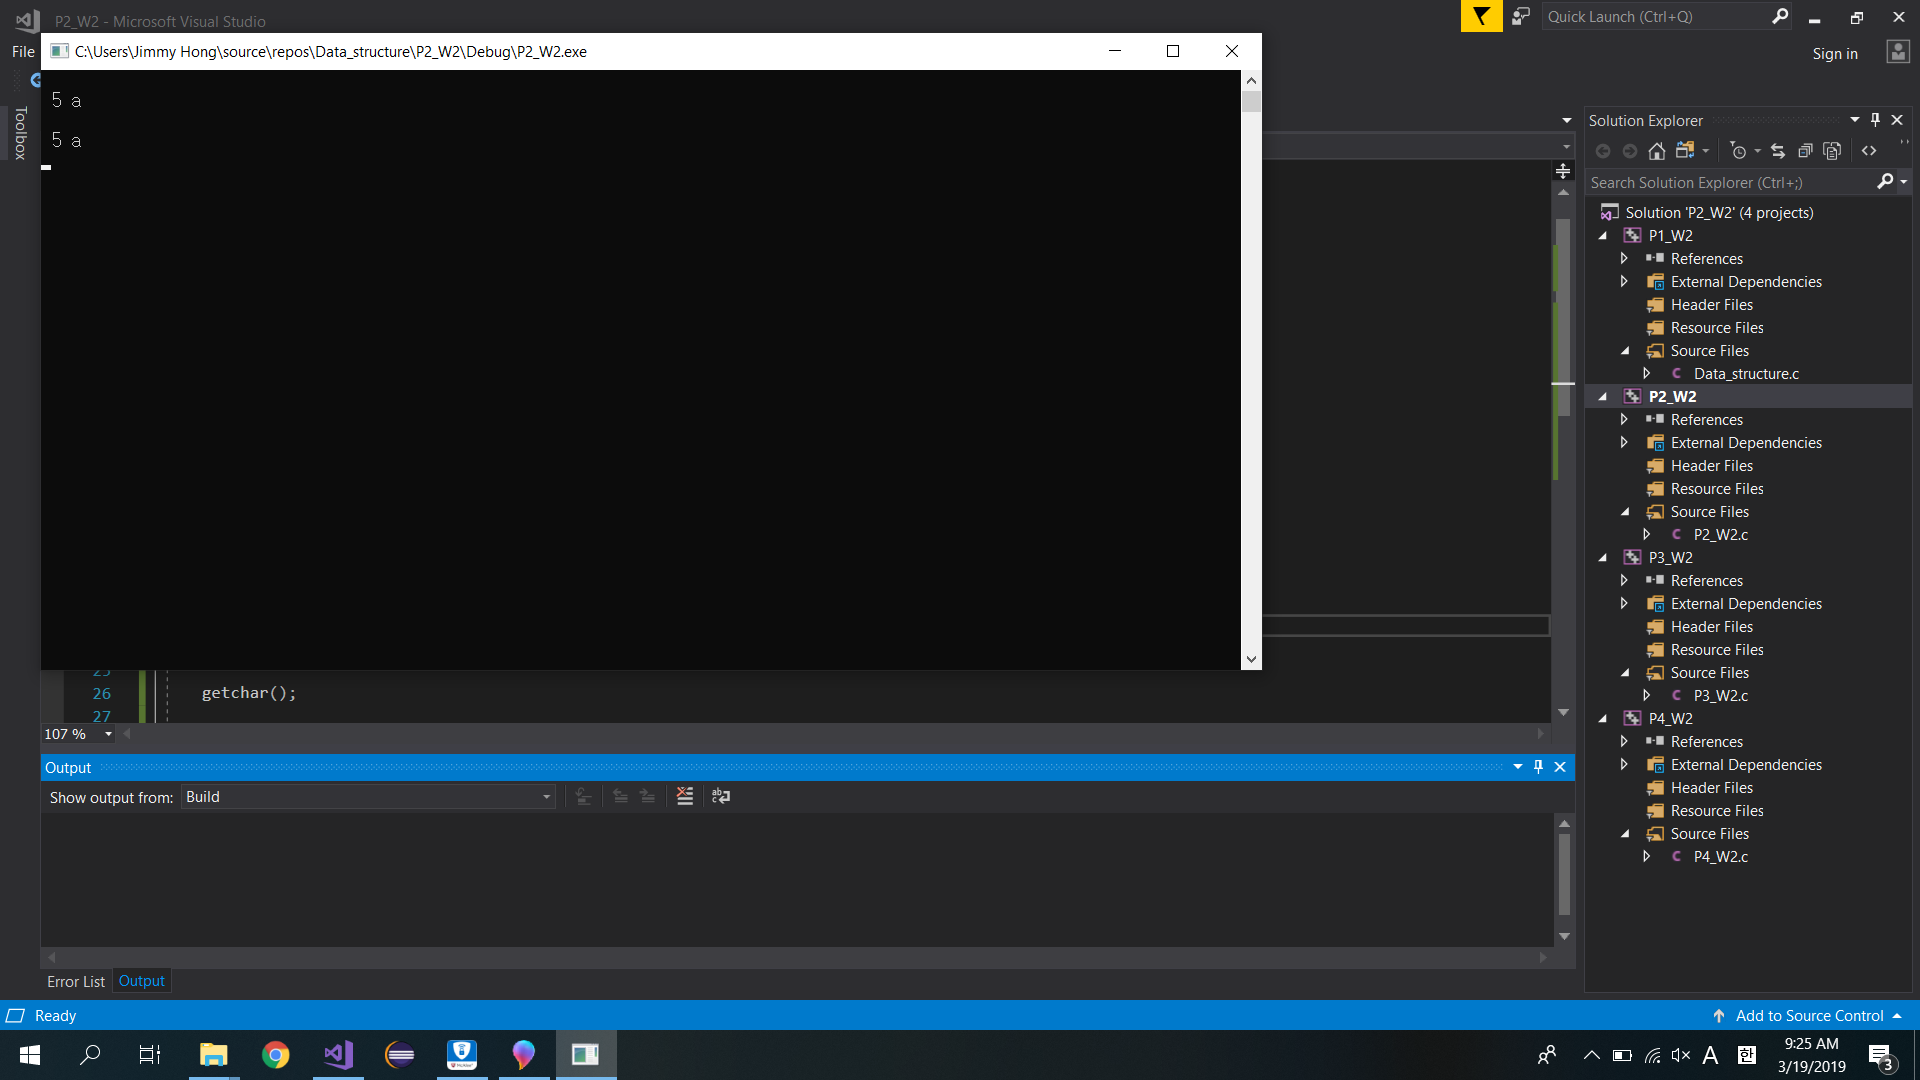 P2_W2 - Microsoft Visual Studio
Quick Launch (Ctrl+Q)
File
C:\Users\Jimmy Hong\source\repos\Data_structure\P2_W2\Debug\P2_W2.exe
Sign in
Toolbox
5 a
5 a
25
26 getchar();
27
107 %
Output
Show output from: Build
Error List Output
Solution Explorer
Search Solution Explorer (Ctrl+;)
Solution 'P2_W2' (4 projects)
P1_W2
References
External Dependencies
Header Files
Resource Files
Source Files
C Data_structure.c
P2_W2
References
External Dependencies
Header Files
Resource Files
Source Files
C P2_W2.c
P3_W2
References
External Dependencies
Header Files
Resource Files
Source Files
C P3_W2.c
P4_W2
References
External Dependencies
Header Files
Resource Files
Source Files
C P4_W2.c
Ready
Add to Source Control
A 한
9:25 AM
3/19/2019
3